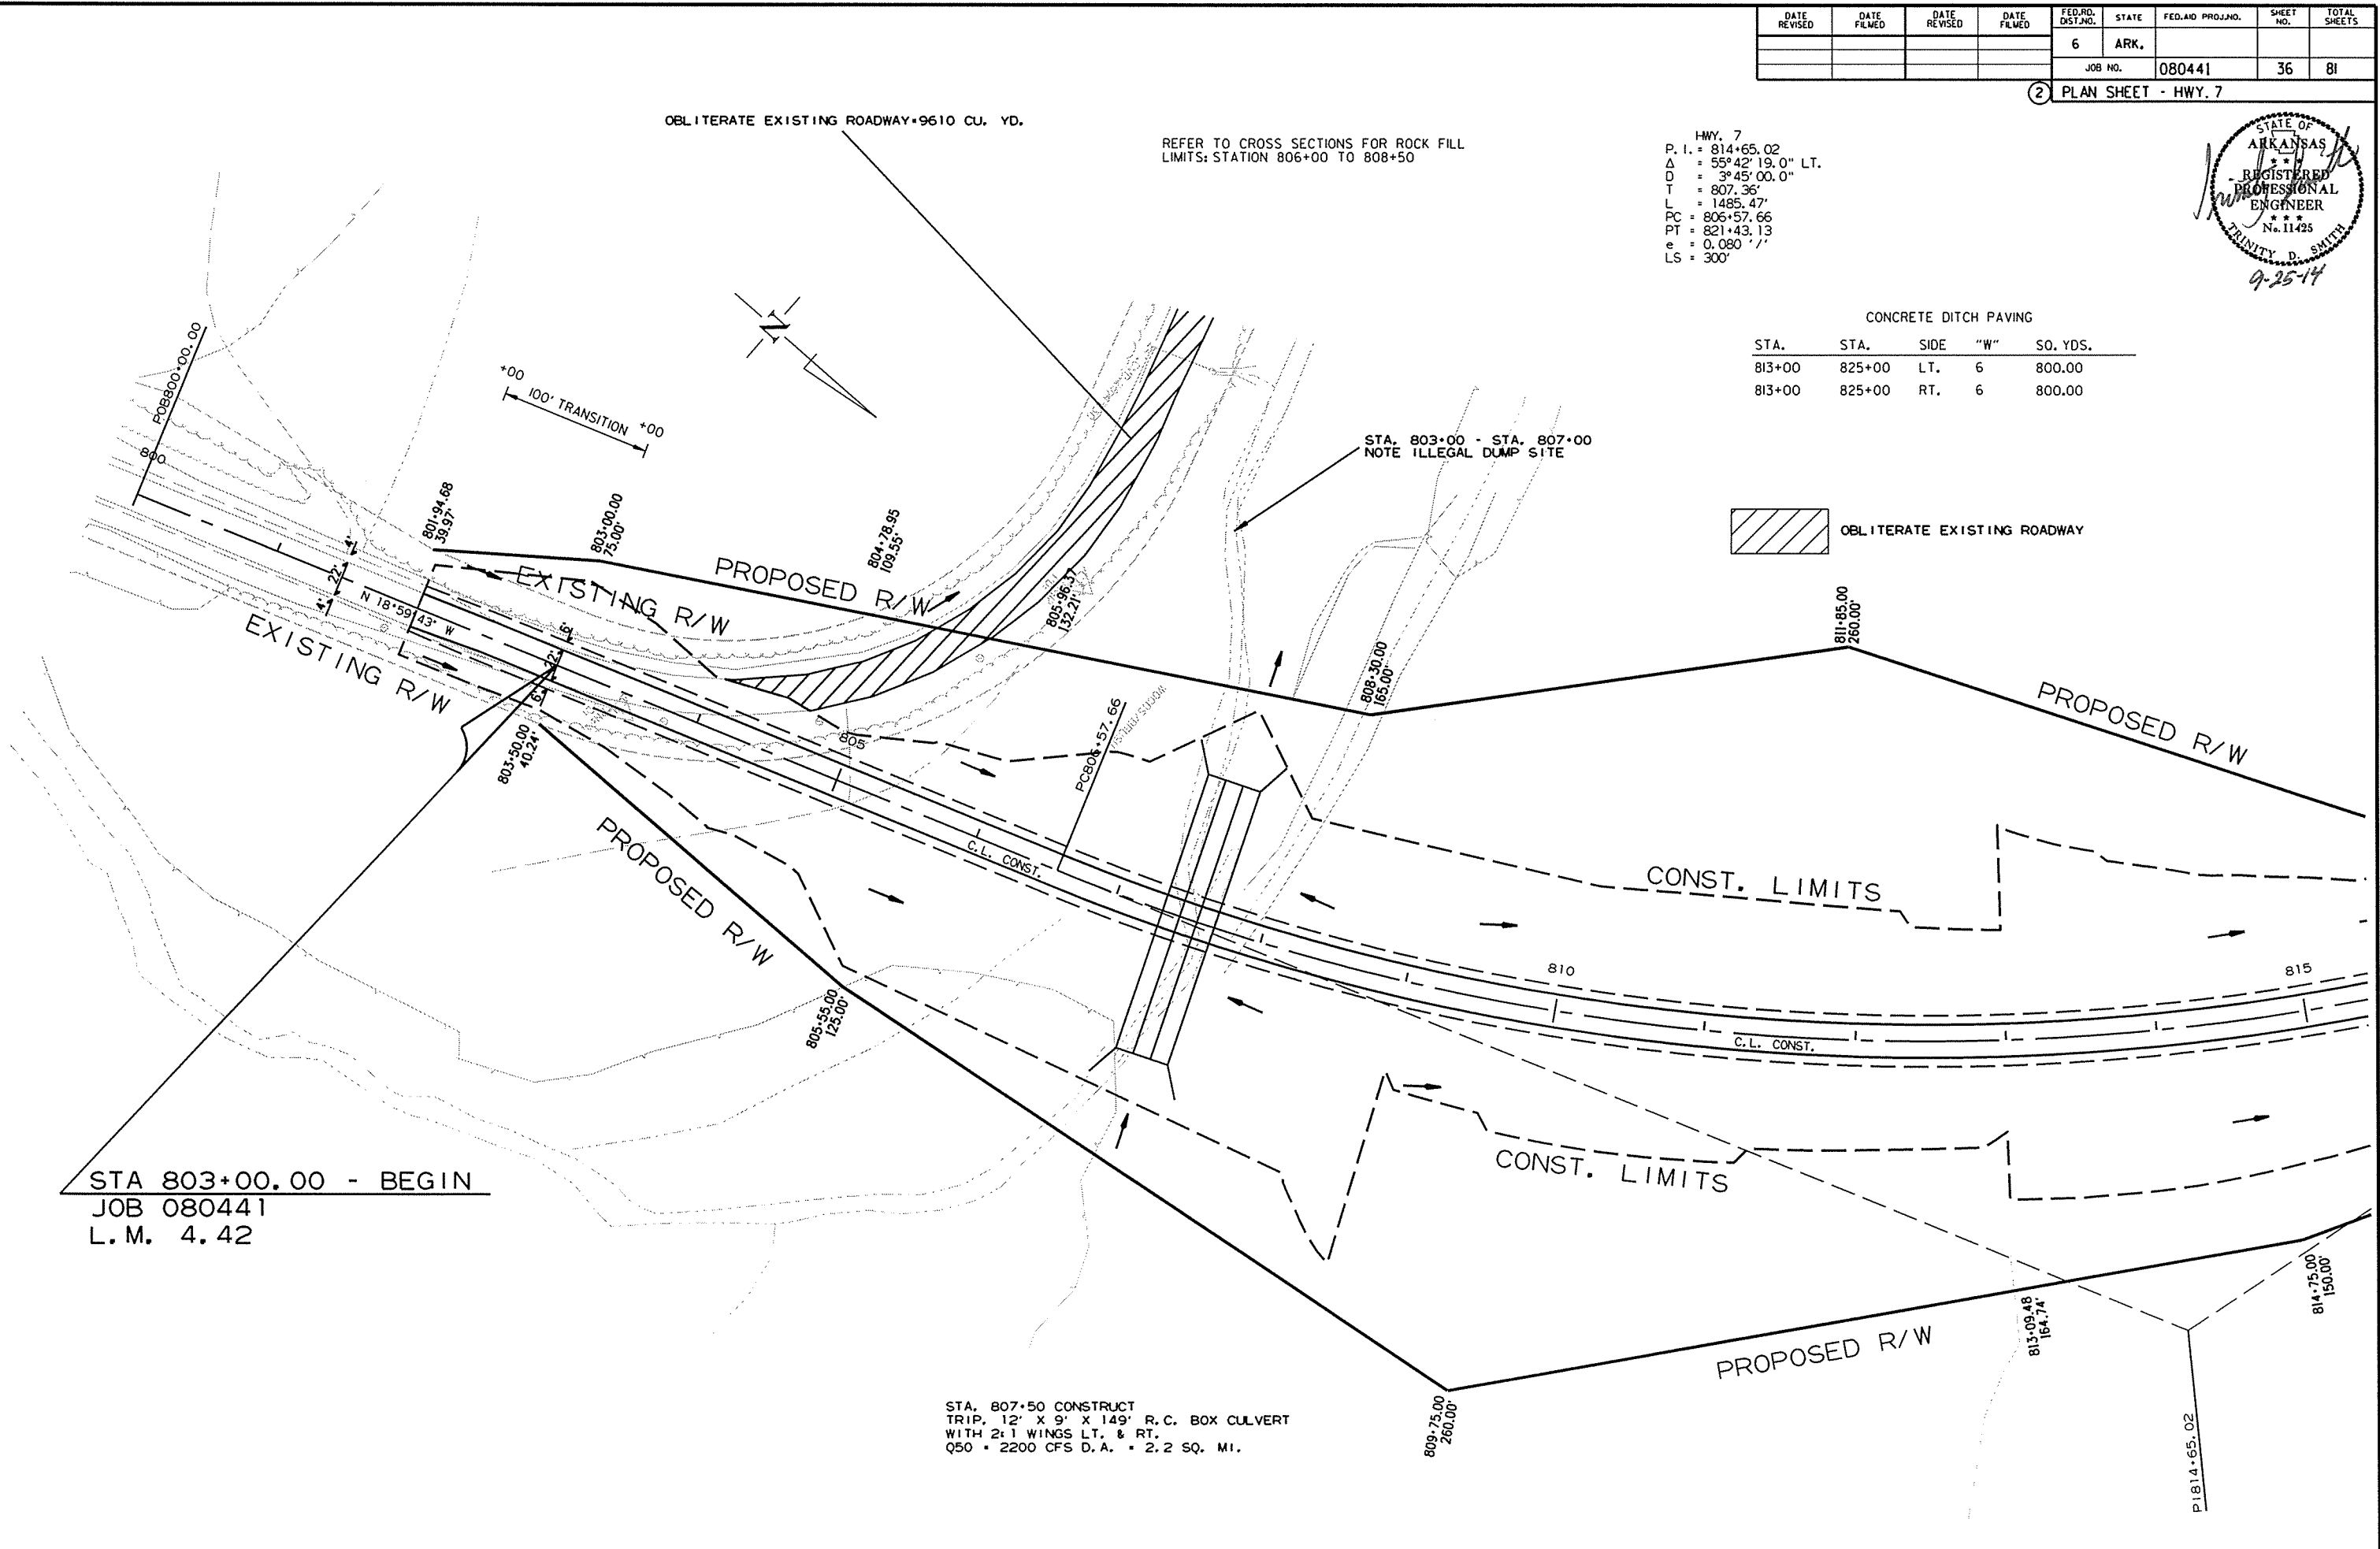 DATE REVISED
DATE FILMED
DATE REVISED
DATE FILMED
FED.RD. DIST.NO.
STATE
FED.AID PROJ.NO.
SHEET NO.
TOTAL SHEETS
6 ARK.
JOB NO. 080441 36 81
2 PLAN SHEET - HWY. 7
STATE OF
ARKANSAS
★ ★ ★
REGISTERED
PROFESSIONAL
ENGINEER
★ ★ ★
No. 11425
TRINITY D. SMITH
9-25-14
OBLITERATE EXISTING ROADWAY=9610 CU. YD.
REFER TO CROSS SECTIONS FOR ROCK FILL
LIMITS: STATION 806+00 TO 808+50
HWY. 7
P. I. = 814+65.02
Δ = 55°42'19.0" LT.
D = 3°45'00.0"
T = 807.36'
L = 1485.47'
PC = 806+57.66
PT = 821+43.13
e = 0.080 '/'
LS = 300'
CONCRETE DITCH PAVING
STA. STA. SIDE "W" SQ. YDS.
813+00 825+00 LT. 6 800.00
813+00 825+00 RT. 6 800.00
OBLITERATE EXISTING ROADWAY
N
+00 100' TRANSITION +00
POB800+00.00
800
STA. 803+00 - STA. 807+00
NOTE ILLEGAL DUMP SITE
801+94.68
39.97'
803+00.00
75.00'
804+78.95
109.55'
805+96.37
132.21'
808+30.00
165.00'
811+85.00
260.00'
4'
22'
4'
N 18°59'43" W
EXISTING R/W
PROPOSED R/W
EXISTING R/W
PROPOSED R/W
6'
22'
6'
803+50.00
40.24'
805
PC806+57.66
C.L. CONST.
PROPOSED R/W
CONST. LIMITS
810
815
C.L. CONST.
805+55.00
125.00'
CONST. LIMITS
STA 803+00.00 - BEGIN
JOB 080441
L.M. 4.42
PROPOSED R/W
813+09.48
164.74'
814+75.00
150.00'
809+75.00
260.00'
PI814+65.02
STA. 807+50 CONSTRUCT
TRIP. 12' X 9' X 149' R.C. BOX CULVERT
WITH 2:1 WINGS LT. & RT.
Q50 = 2200 CFS D.A. = 2.2 SQ. MI.